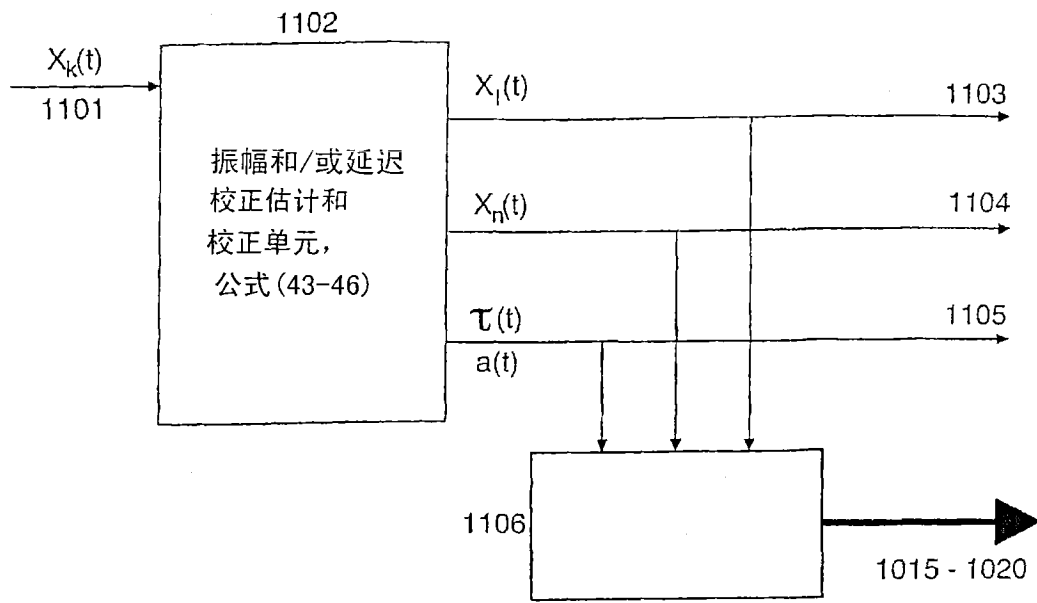 1102
X_k(t)
1101
振幅和/或延迟
校正估计和
校正单元，
公式(43-46)
X_l(t)
1103
X_n(t)
1104
τ(t)
1105
a(t)
1106
1015 - 1020